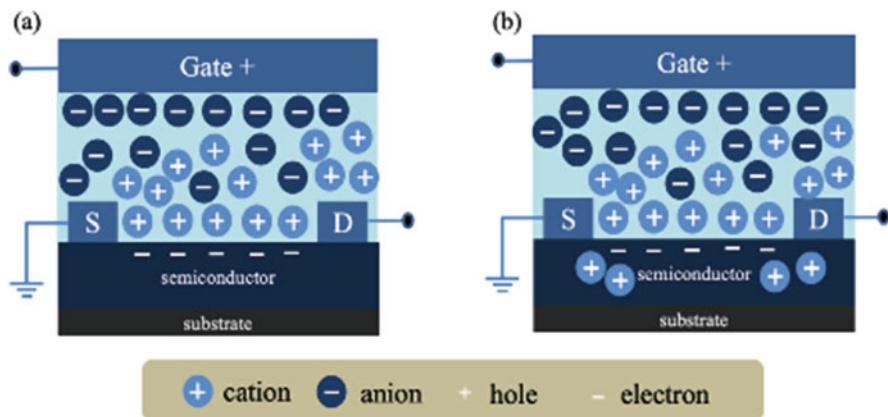 (a)
Gate +
S
D
semiconductor
substrate
(b)
Gate +
S
D
semiconductor
substrate
+ cation
− anion
+ hole
− electron